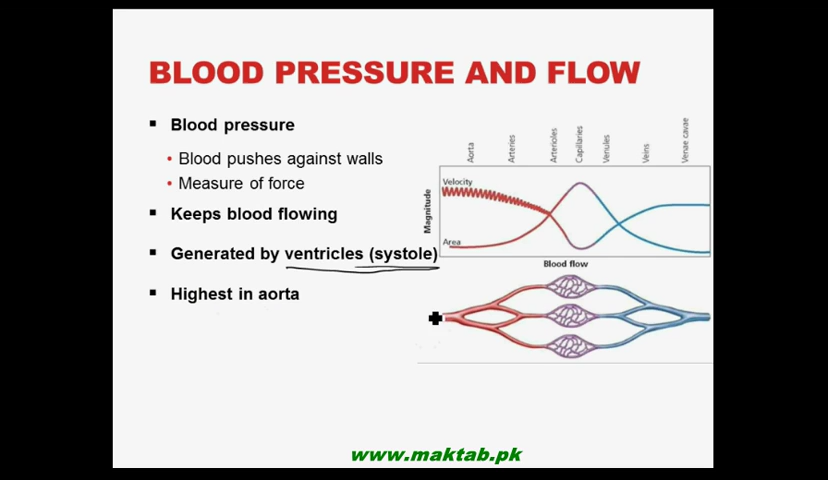 BLOOD PRESSURE AND FLOW
▪ Blood pressure
• Blood pushes against walls
• Measure of force
▪ Keeps blood flowing
▪ Generated by ventricles (systole)
▪ Highest in aorta
Aorta
Arteries
Arterioles
Capillaries
Venules
Veins
Venae cavae
Magnitude
Velocity
Area
Blood flow
www.maktab.pk